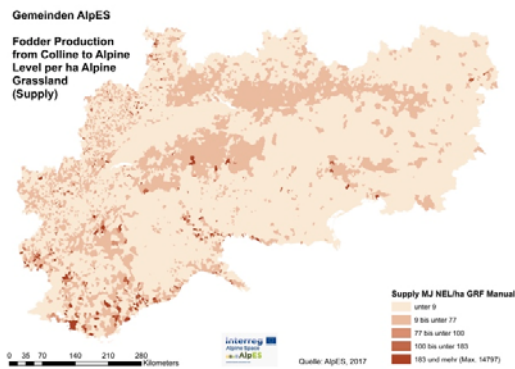 Gemeinden AlpES
Fodder Production
from Colline to Alpine
Level per ha Alpine
Grassland
(Supply)
Supply MJ NEL/ha GRF Manual
unter 9
9 bis unter 77
77 bis unter 100
100 bis unter 183
183 und mehr (Max. 14797)
0 35 70 140 210 280
Kilometers
Interreg
Alpine Space
AlpES
Quelle: AlpES, 2017